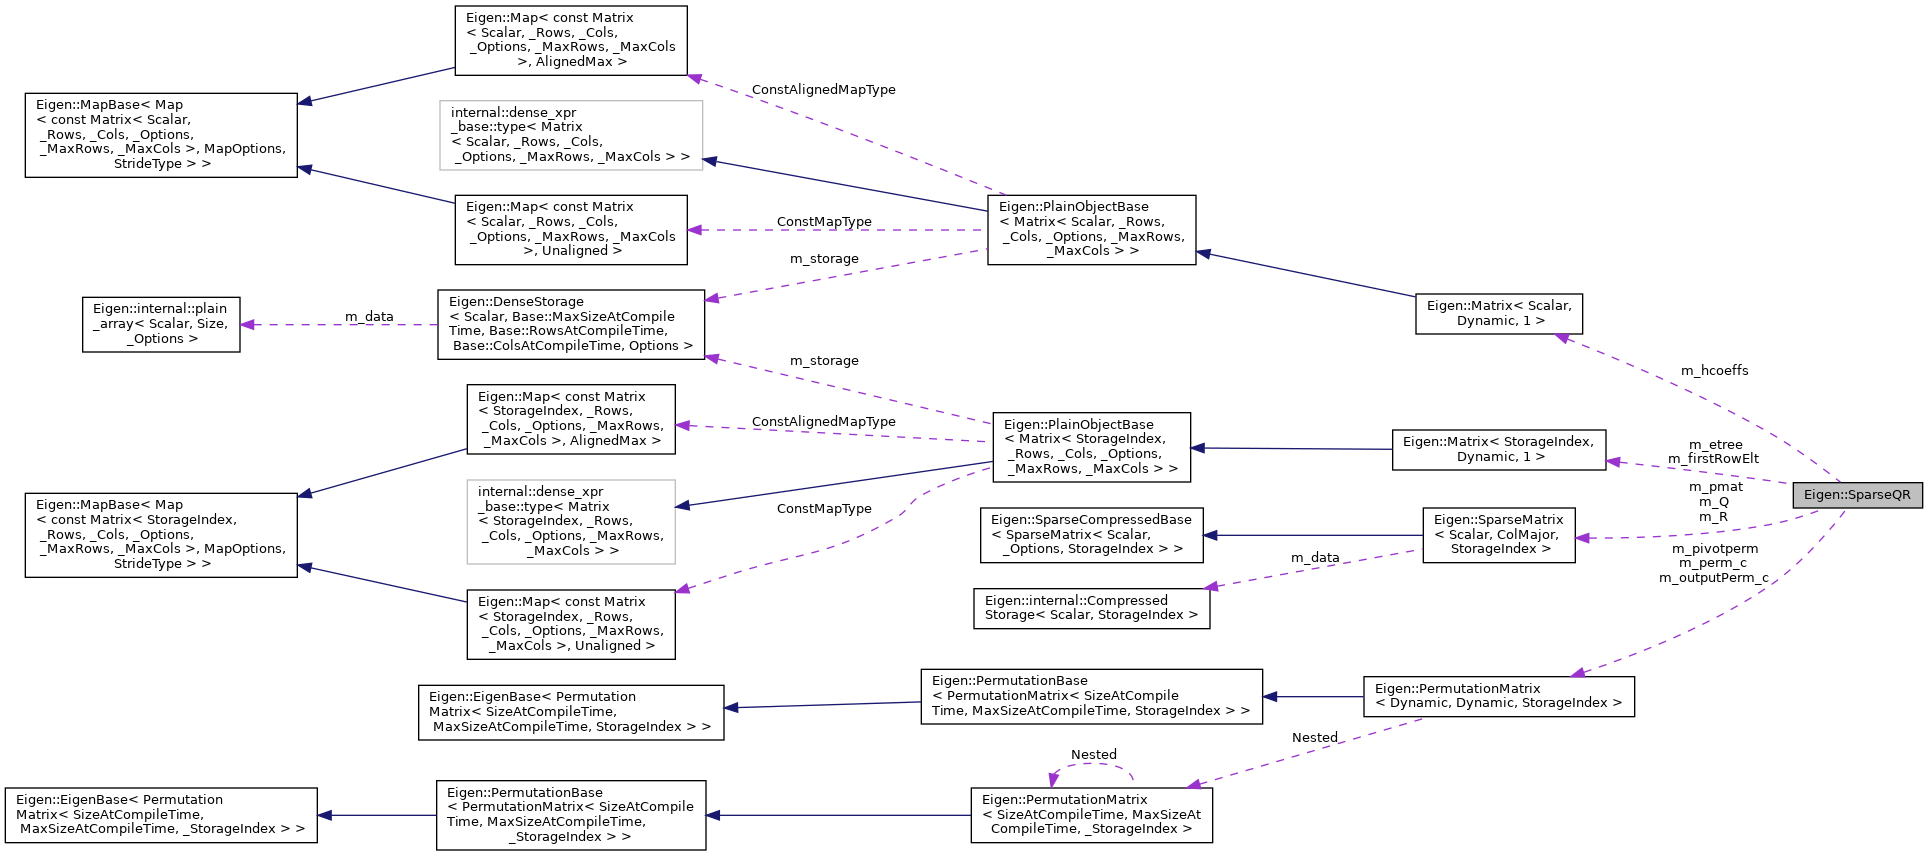 Eigen::Map< const Matrix
< Scalar, _Rows, _Cols,
_Options, _MaxRows, _MaxCols
>, AlignedMax >
ConstAlignedMapType
Eigen::MapBase< Map
< const Matrix< Scalar,
_Rows, _Cols, _Options,
_MaxRows, _MaxCols >, MapOptions,
StrideType > >
internal::dense_xpr
_base::type< Matrix
< Scalar, _Rows, _Cols,
_Options, _MaxRows, _MaxCols > >
Eigen::Map< const Matrix
< Scalar, _Rows, _Cols,
_Options, _MaxRows, _MaxCols
>, Unaligned >
ConstMapType
Eigen::PlainObjectBase
< Matrix< Scalar, _Rows,
_Cols, _Options, _MaxRows,
_MaxCols > >
m_storage
Eigen::internal::plain
_array< Scalar, Size,
_Options >
m_data
Eigen::DenseStorage
< Scalar, Base::MaxSizeAtCompile
Time, Base::RowsAtCompileTime,
Base::ColsAtCompileTime, Options >
Eigen::Matrix< Scalar,
Dynamic, 1 >
m_storage
m_hcoeffs
Eigen::Map< const Matrix
< StorageIndex, _Rows,
_Cols, _Options, _MaxRows,
_MaxCols >, AlignedMax >
ConstAlignedMapType
Eigen::PlainObjectBase
< Matrix< StorageIndex,
_Rows, _Cols, _Options,
_MaxRows, _MaxCols > >
Eigen::Matrix< StorageIndex,
Dynamic, 1 >
m_etree
m_firstRowElt
Eigen::MapBase< Map
< const Matrix< StorageIndex,
_Rows, _Cols, _Options,
_MaxRows, _MaxCols >, MapOptions,
StrideType > >
internal::dense_xpr
_base::type< Matrix
< StorageIndex, _Rows,
_Cols, _Options, _MaxRows,
_MaxCols > >
ConstMapType
Eigen::SparseCompressedBase
< SparseMatrix< Scalar,
_Options, StorageIndex > >
Eigen::SparseMatrix
< Scalar, ColMajor,
StorageIndex >
m_pmat
m_Q
m_R
Eigen::SparseQR
m_data
m_pivotperm
m_perm_c
m_outputPerm_c
Eigen::internal::Compressed
Storage< Scalar, StorageIndex >
Eigen::Map< const Matrix
< StorageIndex, _Rows,
_Cols, _Options, _MaxRows,
_MaxCols >, Unaligned >
Eigen::EigenBase< Permutation
Matrix< SizeAtCompileTime,
MaxSizeAtCompileTime, StorageIndex > >
Eigen::PermutationBase
< PermutationMatrix< SizeAtCompile
Time, MaxSizeAtCompileTime, StorageIndex > >
Eigen::PermutationMatrix
< Dynamic, Dynamic, StorageIndex >
Nested
Nested
Eigen::EigenBase< Permutation
Matrix< SizeAtCompileTime,
MaxSizeAtCompileTime, _StorageIndex > >
Eigen::PermutationBase
< PermutationMatrix< SizeAtCompile
Time, MaxSizeAtCompileTime,
_StorageIndex > >
Eigen::PermutationMatrix
< SizeAtCompileTime, MaxSizeAt
CompileTime, _StorageIndex >